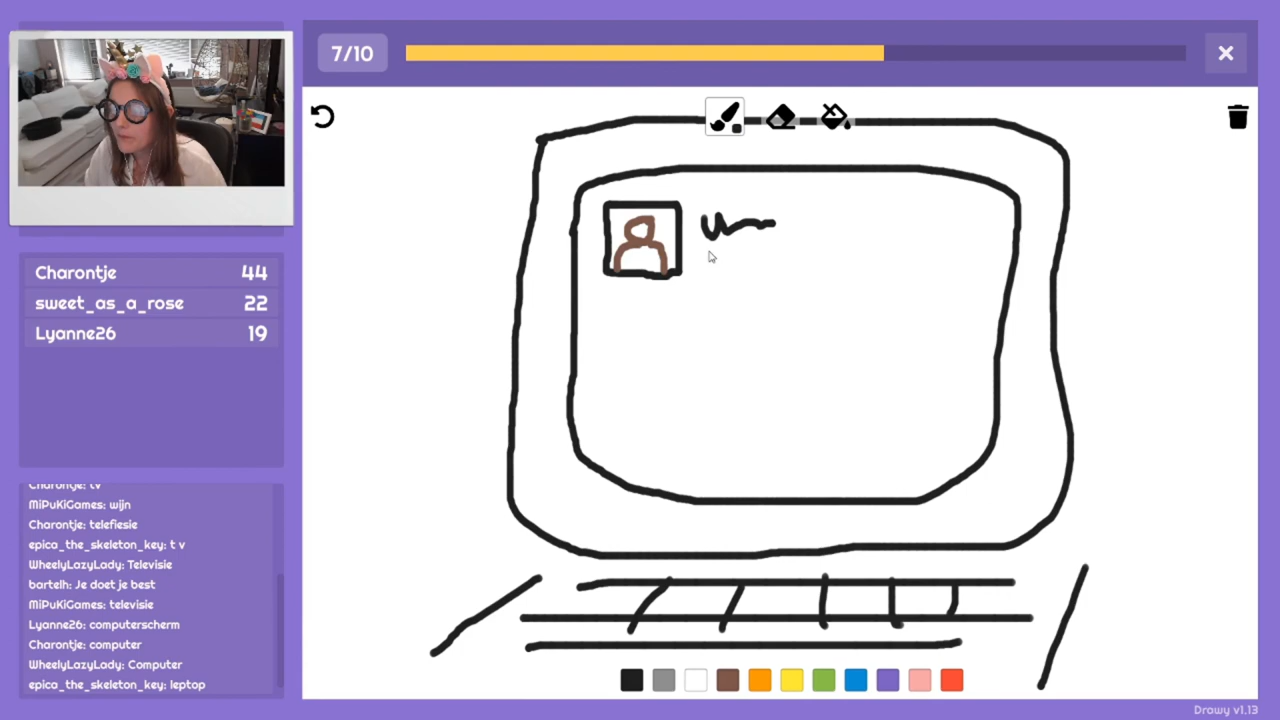 7/10
Charontje 44
sweet_as_a_rose 22
Lyanne26 19
Charontje: tv
MiPuKiGames: wijn
Charontje: telefiesie
epica_the_skeleton_key: t v
WheelyLazyLady: Televisie
bartelh: Je doet je best
MiPuKiGames: televisie
Lyanne26: computerscherm
Charontje: computer
WheelyLazyLady: Computer
epica_the_skeleton_key: leptop
Drawy v1.13